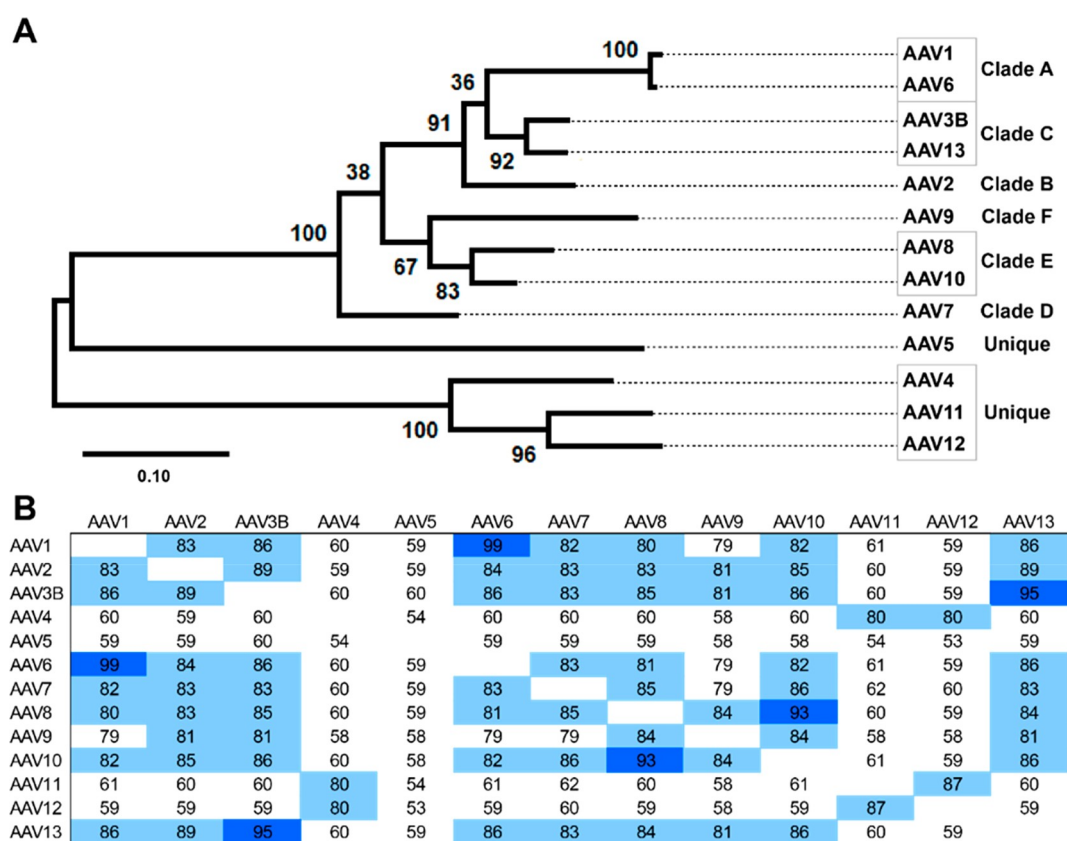 A
100 AAV1 Clade A
36 AAV6
91 AAV3B Clade C
92 AAV13
38 AAV2 Clade B
100 AAV9 Clade F
67 AAV8 Clade E
83 AAV10
AAV7 Clade D
AAV5 Unique
AAV4
100 AAV11 Unique
96 AAV12
0.10
B
AAV1 AAV2 AAV3B AAV4 AAV5 AAV6 AAV7 AAV8 AAV9 AAV10 AAV11 AAV12 AAV13
AAV1 83 86 60 59 99 82 80 79 82 61 59 86
AAV2 83 89 59 59 84 83 83 81 85 60 59 89
AAV3B 86 89 60 60 86 83 85 81 86 60 59 95
AAV4 60 59 60 54 60 60 60 58 60 80 80 60
AAV5 59 59 60 54 59 59 59 58 58 54 53 59
AAV6 99 84 86 60 59 83 81 79 82 61 59 86
AAV7 82 83 83 60 59 83 85 79 86 62 60 83
AAV8 80 83 85 60 59 81 85 84 93 60 59 84
AAV9 79 81 81 58 58 79 79 84 84 58 58 81
AAV10 82 85 86 60 58 82 86 93 84 61 59 86
AAV11 61 60 60 80 54 61 62 60 58 61 87 60
AAV12 59 59 59 80 53 59 60 59 58 59 87 59
AAV13 86 89 95 60 59 86 83 84 81 86 60 59